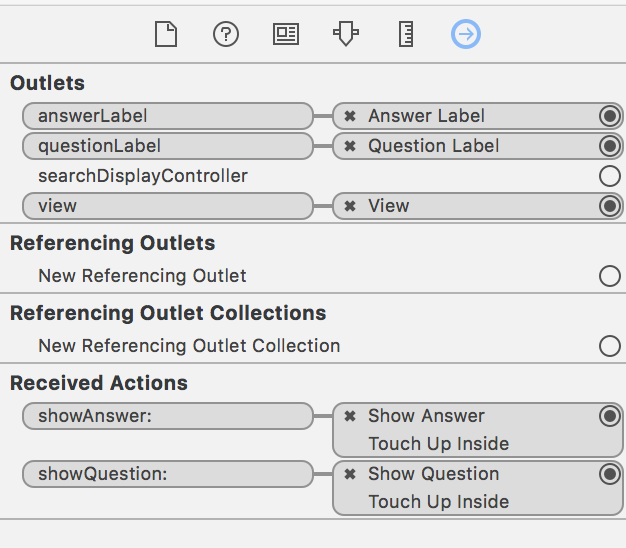 Outlets
answerLabel ✖ Answer Label
questionLabel ✖ Question Label
searchDisplayController
view ✖ View
Referencing Outlets
New Referencing Outlet
Referencing Outlet Collections
New Referencing Outlet Collection
Received Actions
showAnswer: ✖ Show Answer
Touch Up Inside
showQuestion: ✖ Show Question
Touch Up Inside